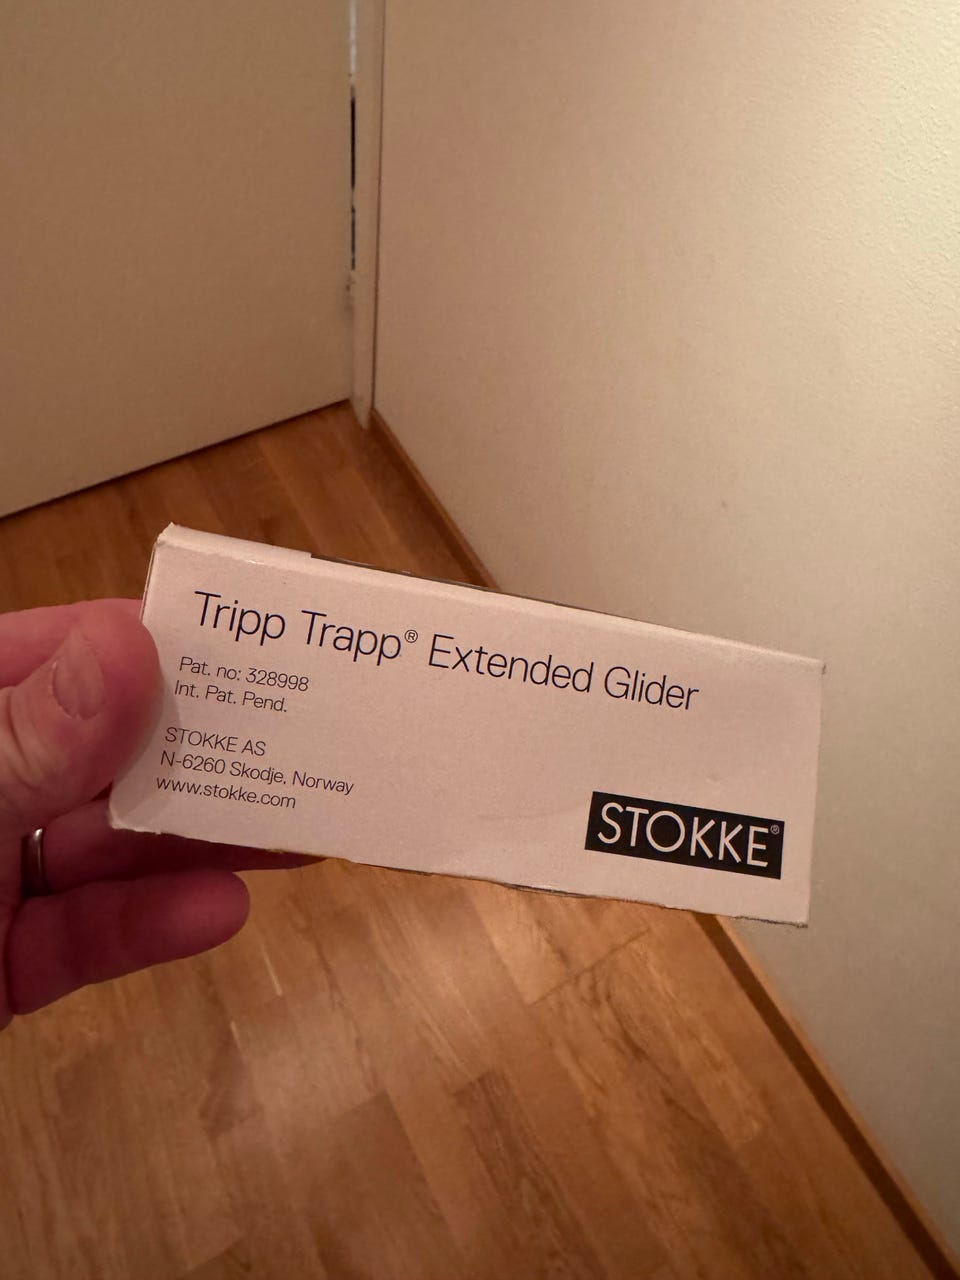 Tripp Trapp® Extended Glider
Pat. no: 328998
Int. Pat. Pend.
STOKKE AS
N-6260 Skodje, Norway
www.stokke.com
STOKKE®